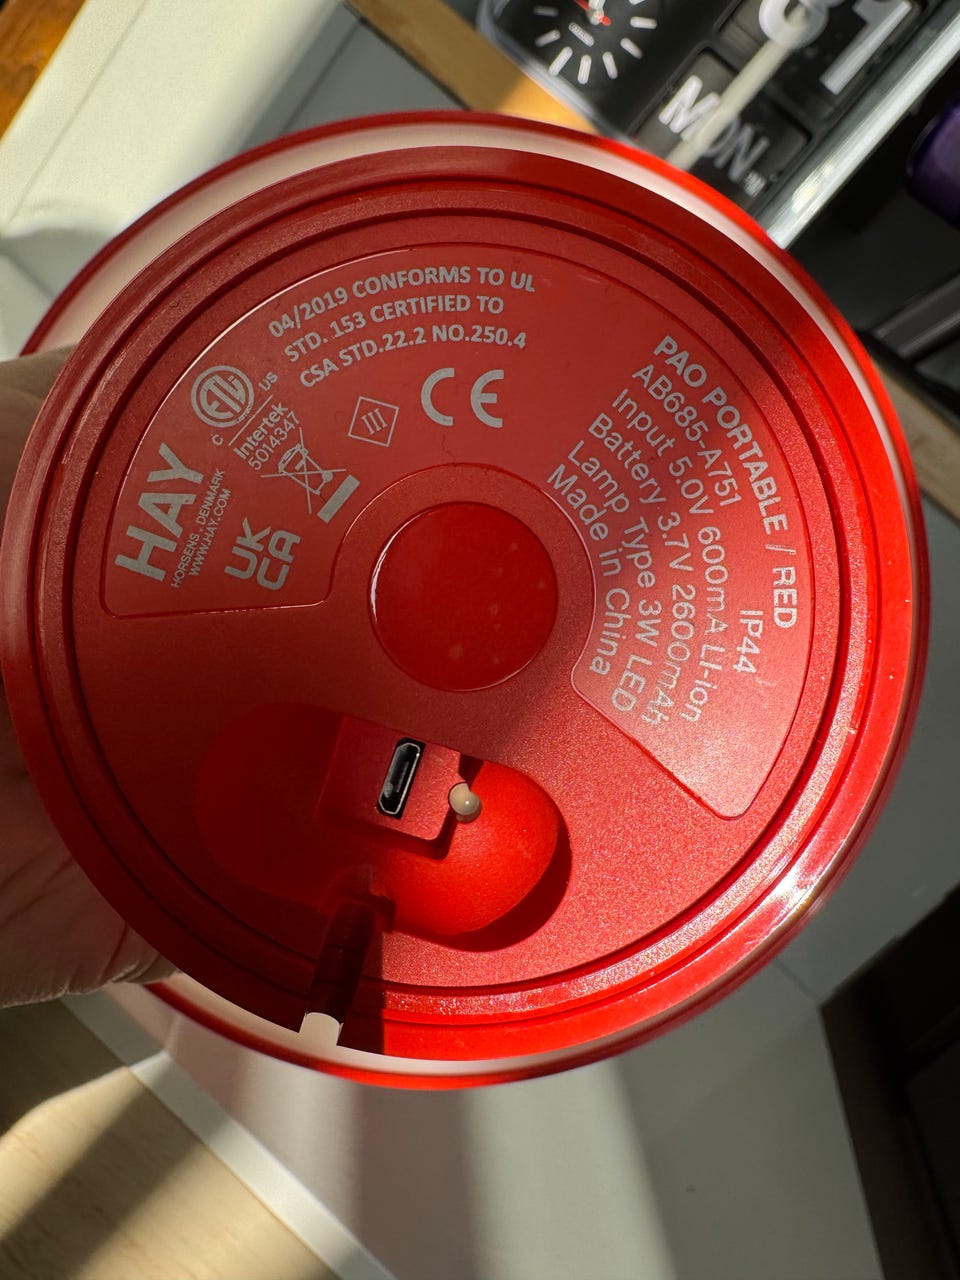 04/2019 CONFORMS TO UL
STD. 153 CERTIFIED TO
CSA STD.22.2 NO.250.4
ETL
C
US
Intertek
5014347
III
CE
HAY
HORSENS . DENMARK
WWW.HAY.COM
UK
CA
PAO PORTABLE / RED
AB685-A751 IP44
Input 5.0V 600mA LI-ion
Battery 3.7V 2600mAh
Lamp Type 3W LED
Made in China
31
MON